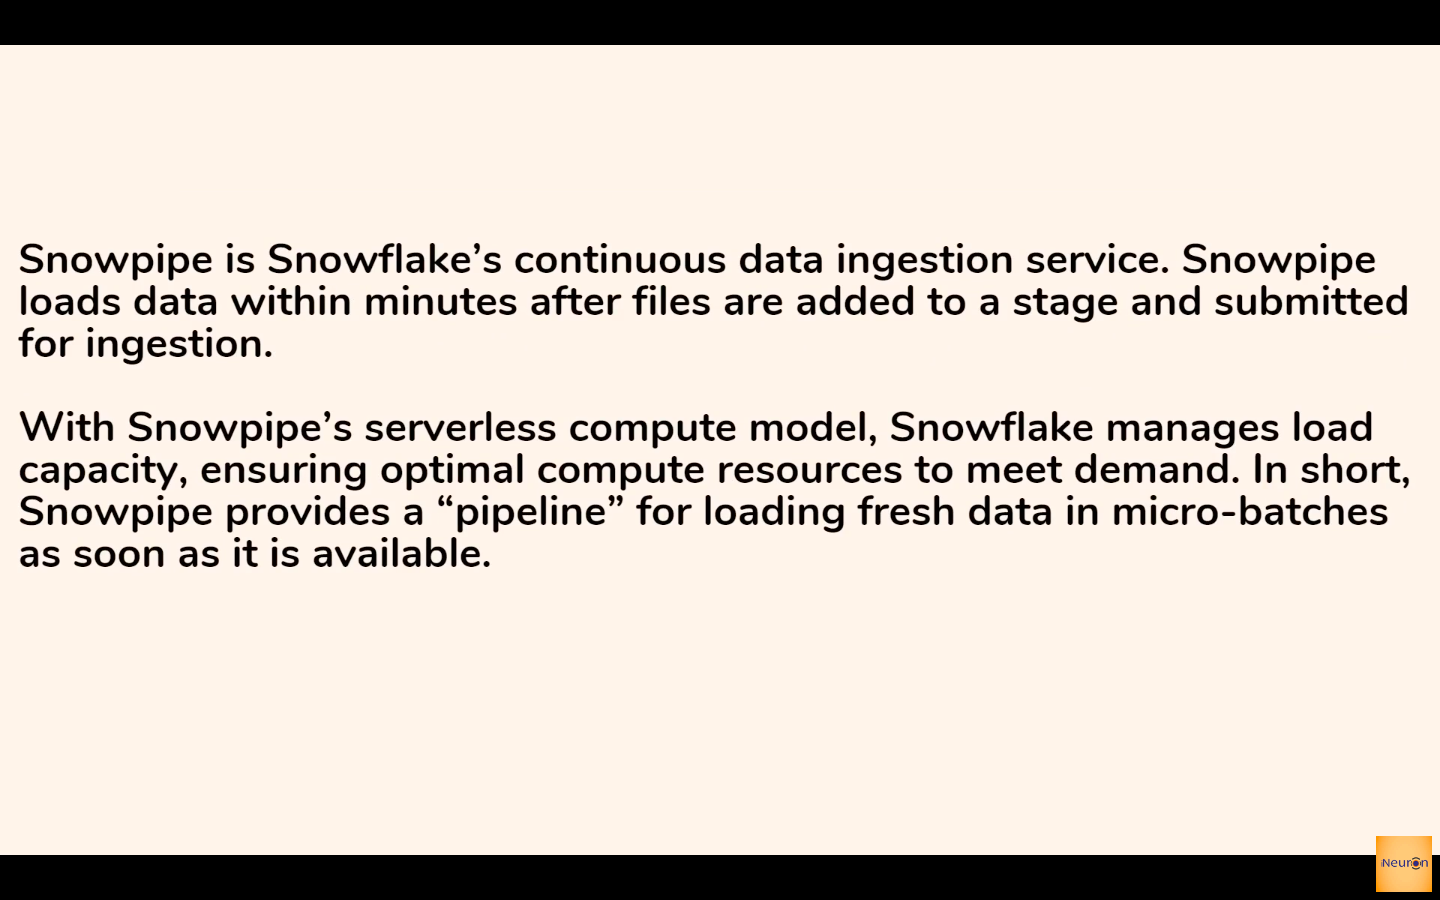 Snowpipe is Snowflake’s continuous data ingestion service. Snowpipe
loads data within minutes after files are added to a stage and submitted
for ingestion.
With Snowpipe’s serverless compute model, Snowflake manages load
capacity, ensuring optimal compute resources to meet demand. In short,
Snowpipe provides a “pipeline” for loading fresh data in micro-batches
as soon as it is available.
iNeuron